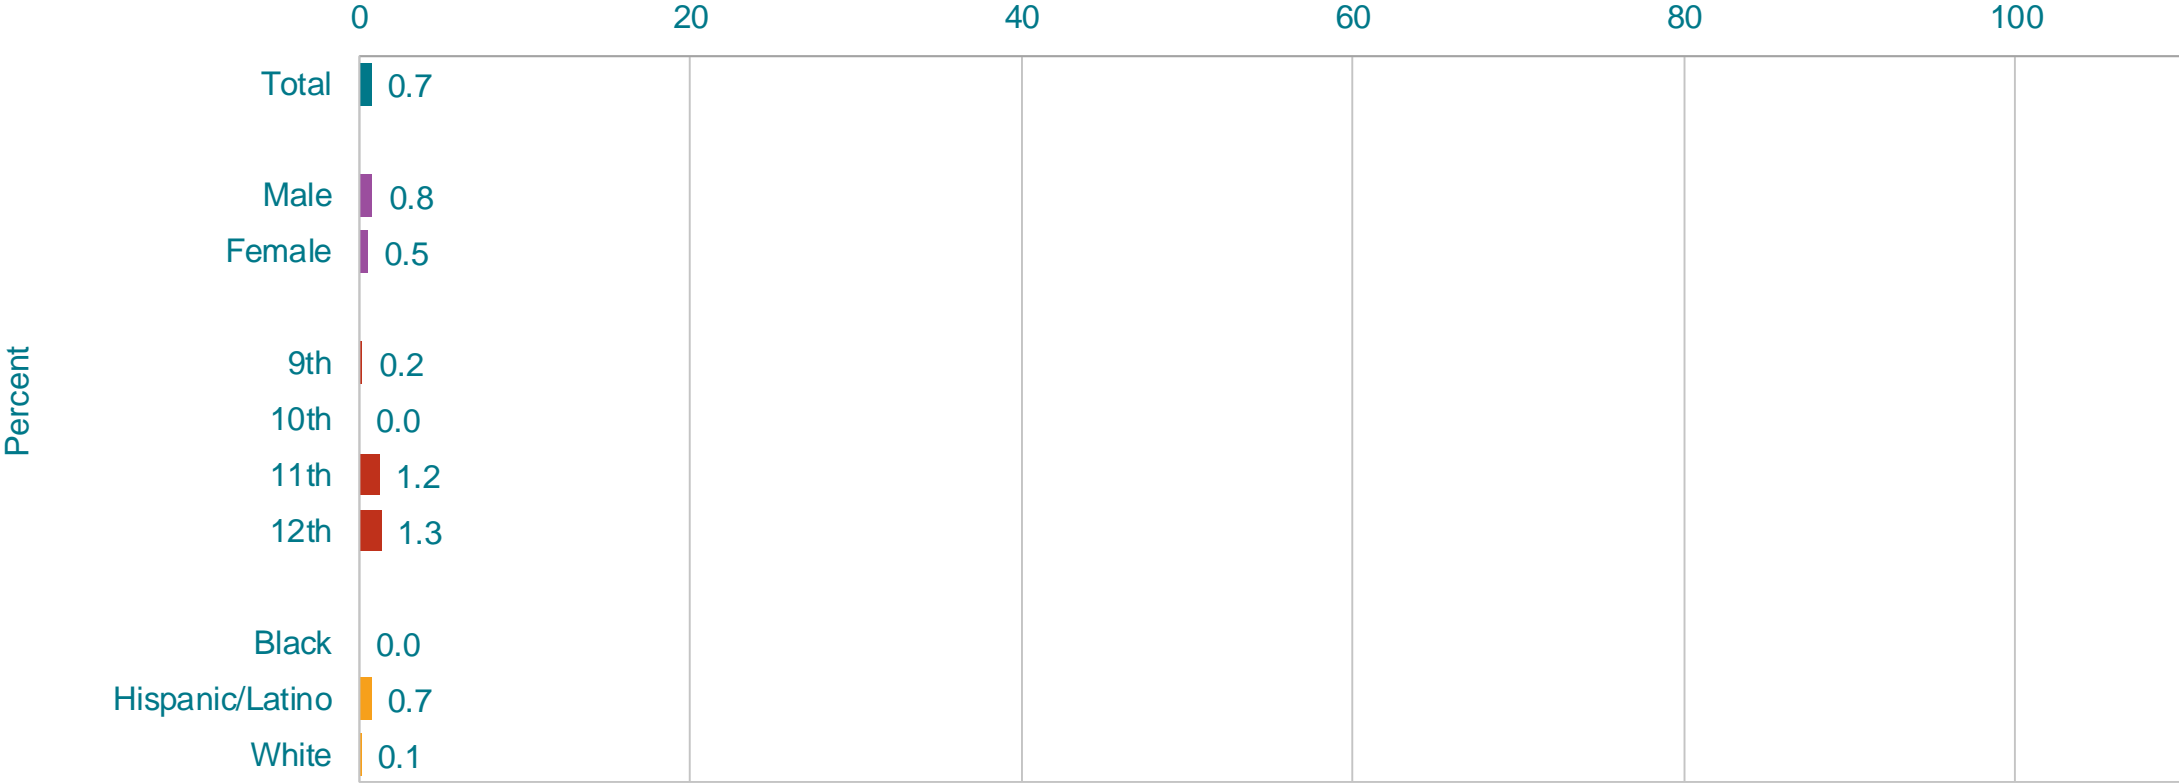 0 20 40 60 80 100
Total 0.7
Male 0.8
Female 0.5
Percent
9th 0.2
10th 0.0
11th 1.2
12th 1.3
Black 0.0
Hispanic/Latino 0.7
White 0.1